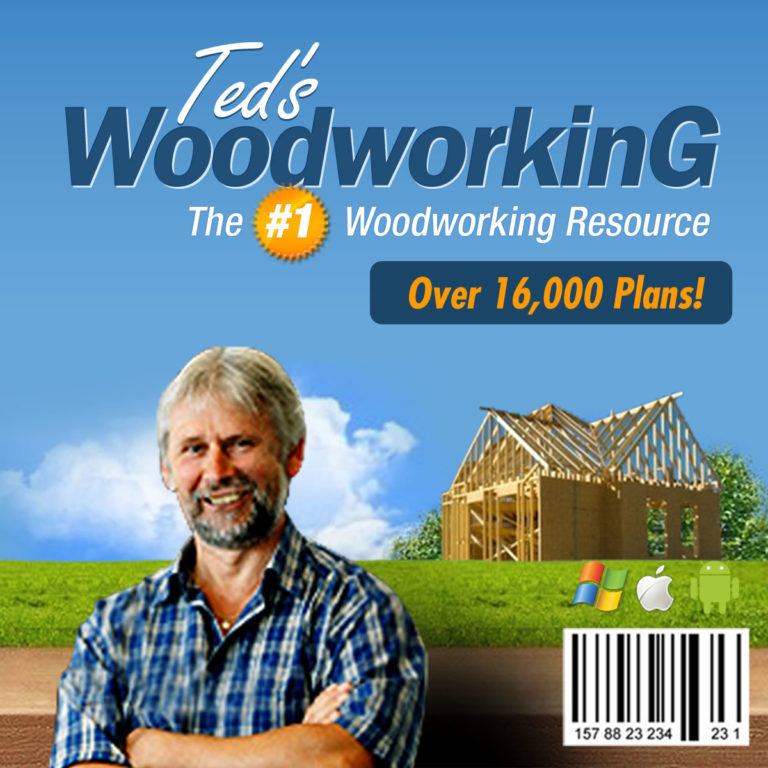 Ted's
WoodworkinG
The #1 Woodworking Resource
Over 16,000 Plans!
157 88 23 234 23 1